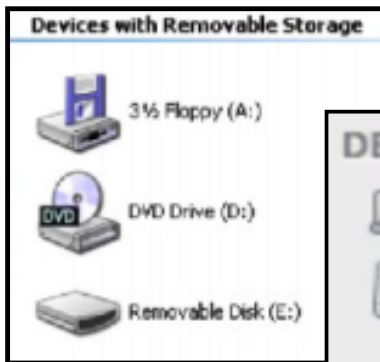 Devices with Removable Storage
3½ Floppy (A:)
DVD
DVD Drive (D:)
Removable Disk (E:)
DE